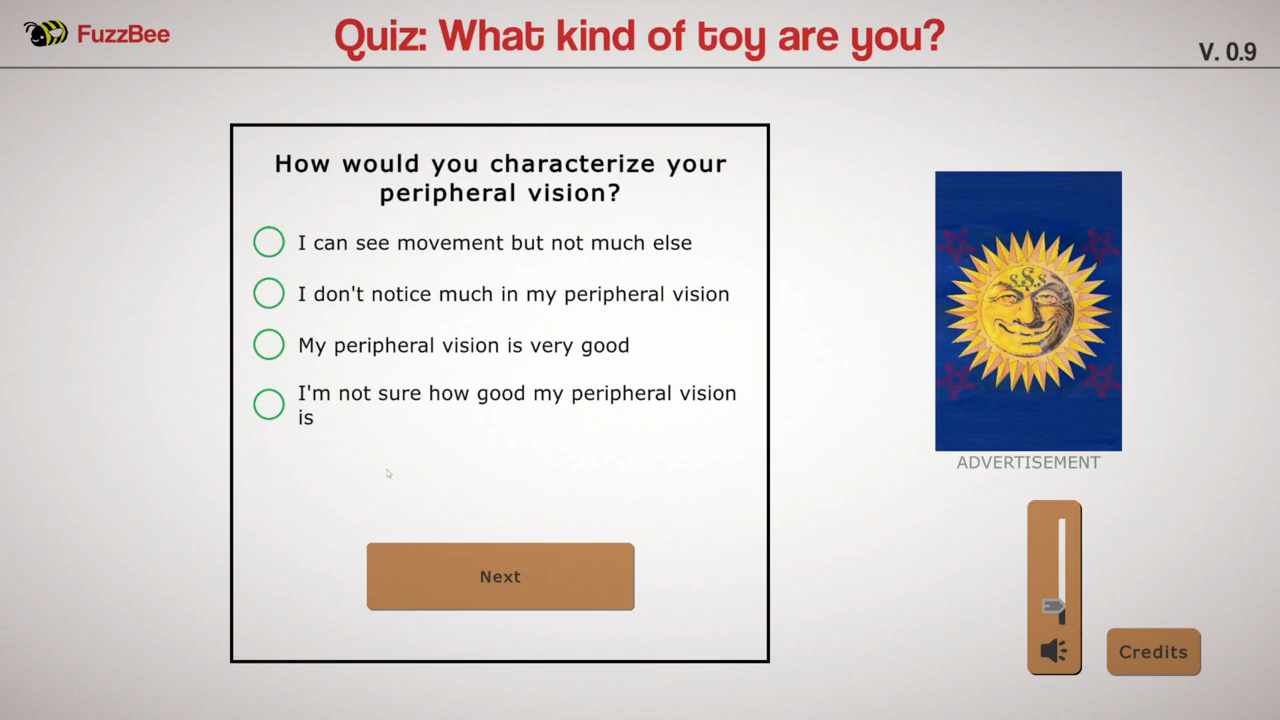 FuzzBee
Quiz: What kind of toy are you?
V. 0.9
How would you characterize your
peripheral vision?
I can see movement but not much else
I don't notice much in my peripheral vision
My peripheral vision is very good
I'm not sure how good my peripheral vision
is
Next
SSS
ADVERTISEMENT
Credits